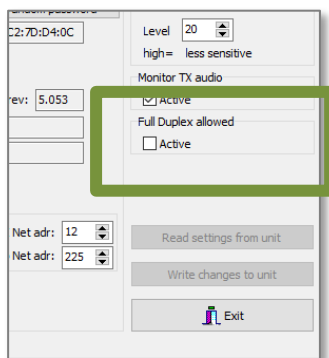 C2:7D:D4:0C
Level 20
high= less sensitive
Monitor TX audio
Active
rev: 5.053
Full Duplex allowed
Active
Net adr: 12
Net adr: 225
Read settings from unit
Write changes to unit
Exit